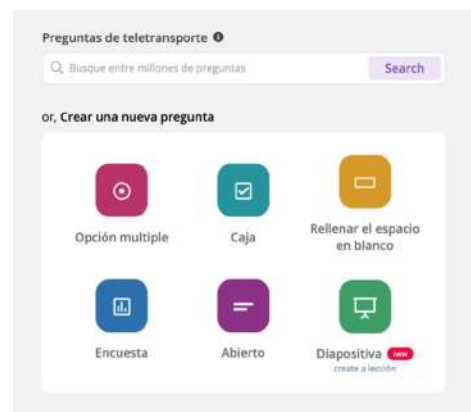 Preguntas de teletransporte
Busque entre millones de preguntas
Search
or, Crear una nueva pregunta
Opción multiple
Caja
Rellenar el espacio
en blanco
Encuesta
Abierto
Diapositiva new
create a lección